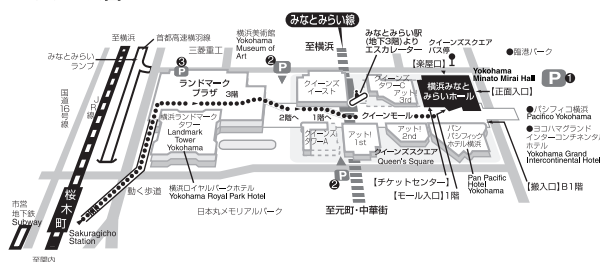 みなとみらい線
至横浜
首都高速横羽線
至横浜
みなとみらい
ランプ
三菱重工
横浜美術館
Yokohama
Museum of
Art
みなとみらい駅
(地下3階)より
エスカレーター
クイーンズスクエア
バス停
●臨港パーク
【楽屋口】
Yokohama
Minato Mirai Hall
P❶
❷
P
❸
P
ランドマーク
プラザ 3階
クイーンズ
イースト
クイーンズ
タワーC
アット!
3rd
横浜みなと
みらいホール
【正面入口】
国道16号線
JR線
横浜ランドマーク
タワー
Landmark
Tower
Yokohama
2階へ
1階へ
クイーンモール
クイーンズ
タワーA
アット!
1st
アット!
2nd
パン
パシフィック
ホテル横浜
●パシフィコ横浜
Pacifico Yokohama
●ヨコハマグランド
インターコンチネンタル
ホテル
Yokohama Grand
Intercontinental Hotel
クイーンズスクエア
Queen's Square
❷
P
Pan Pacific
Hotel
Yokohama
【搬入口】B1階
【チケットセンター】
【モール入口】1階
動く歩道
横浜ロイヤルパークホテル
Yokohama Royal Park Hotel
日本丸メモリアルパーク
至元町・中華街
桜木町
市営
地下鉄
Subway
Sakuragicho
Station
至関内